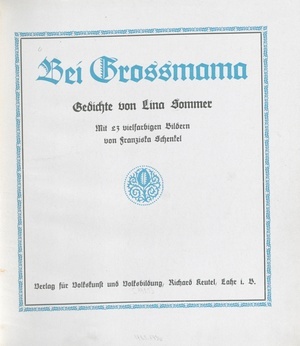 Bei Grossmama
Gedichte von Lina Sommer
Mit 23 vielfarbigen Bildern
von Franziska Schenkel
Verlag für Volkskunst und Volksbildung, Richard Keutel, Lahr i. B.